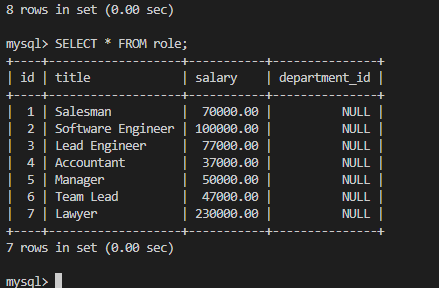 8 rows in set (0.00 sec)
mysql> SELECT * FROM role;
+----+-------------------+-----------+---------------+
| id | title             | salary    | department_id |
+----+-------------------+-----------+---------------+
|  1 | Salesman          |  70000.00 |          NULL |
|  2 | Software Engineer | 100000.00 |          NULL |
|  3 | Lead Engineer     |  77000.00 |          NULL |
|  4 | Accountant        |  37000.00 |          NULL |
|  5 | Manager           |  50000.00 |          NULL |
|  6 | Team Lead         |  47000.00 |          NULL |
|  7 | Lawyer            | 230000.00 |          NULL |
+----+-------------------+-----------+---------------+
7 rows in set (0.00 sec)
mysql>